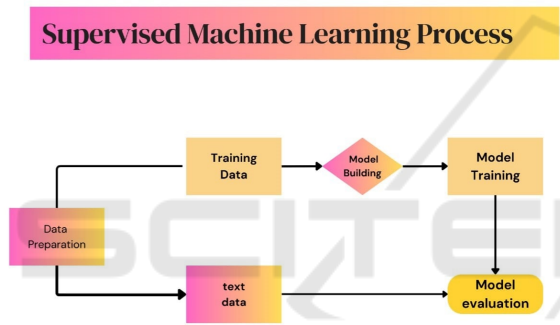 Supervised Machine Learning Process
Training
Data
Model
Building
Model
Training
Data
Preparation
text
data
Model
evaluation